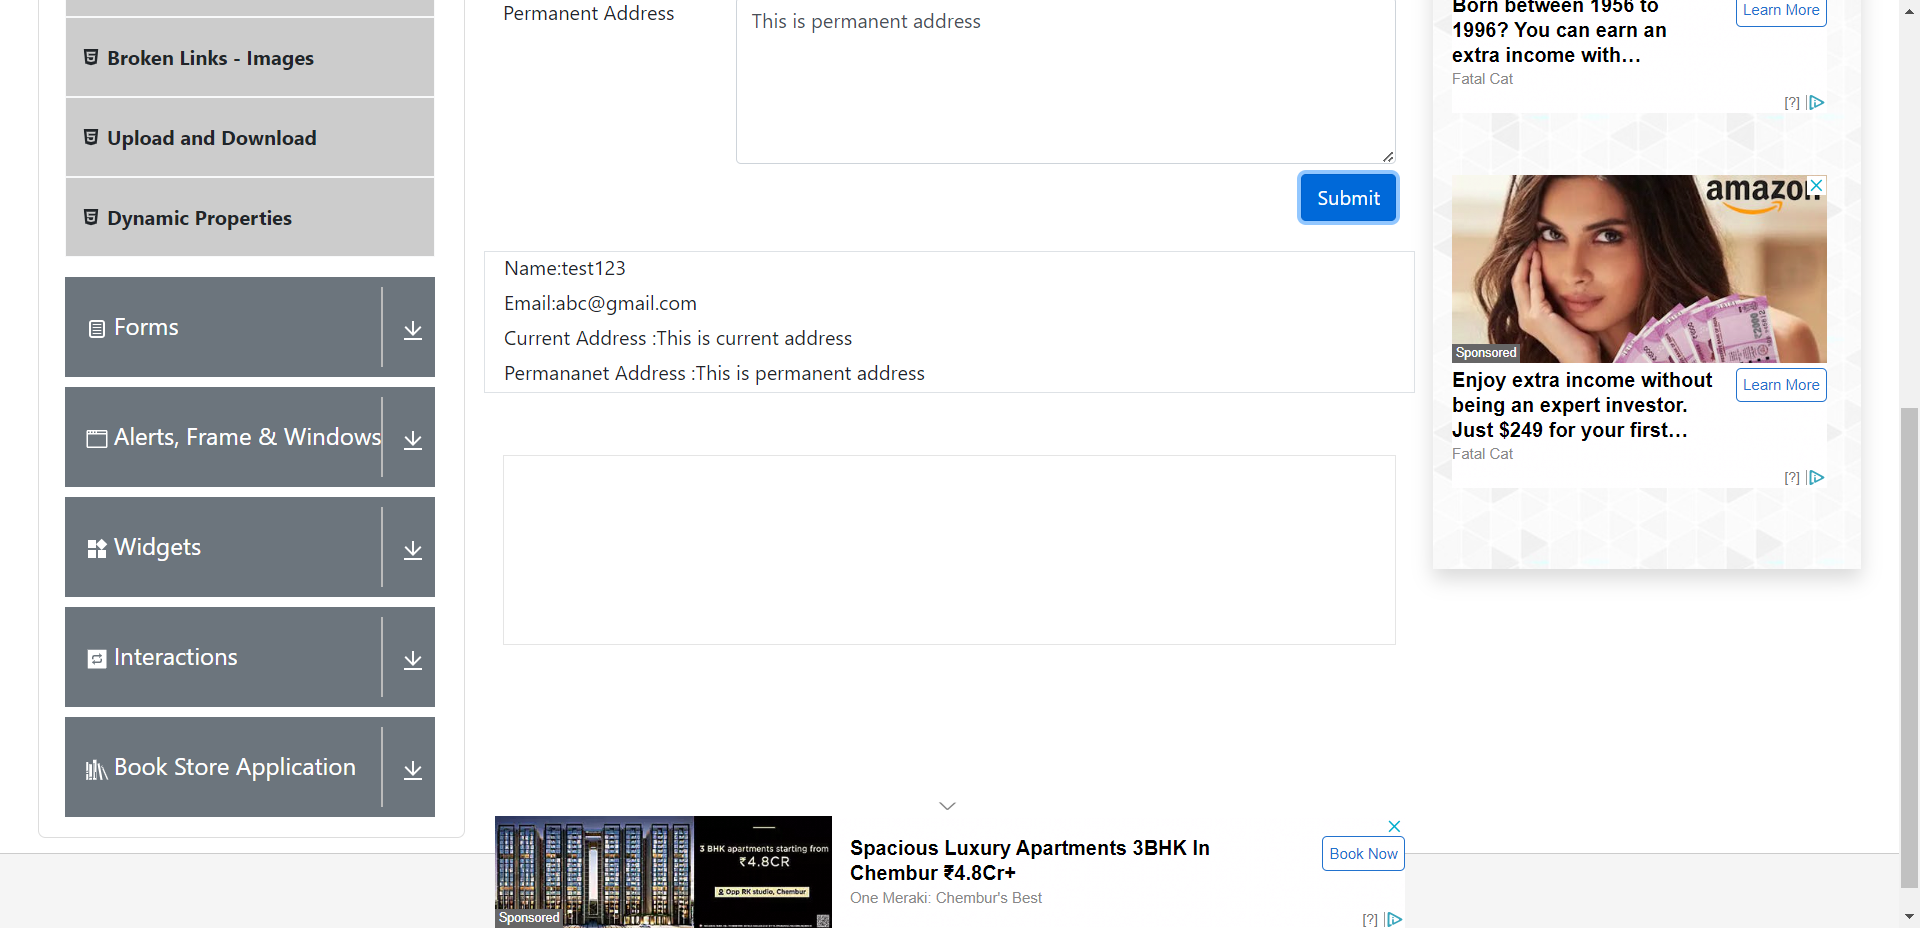 Broken Links - Images
Upload and Download
Dynamic Properties
Forms
Alerts, Frame & Windows
Widgets
Interactions
Book Store Application
Permanent Address
This is permanent address
Submit
Name:test123
Email:abc@gmail.com
Current Address :This is current address
Permananet Address :This is permanent address
Born between 1956 to
1996? You can earn an
extra income with...
Learn More
Fatal Cat
[?]
amazon.
Sponsored
Enjoy extra income without
being an expert investor.
Just $249 for your first...
Learn More
Fatal Cat
[?]
3 BHK apartments starting from
₹4.8CR
Opp RK studio, Chembur
Sponsored
Spacious Luxury Apartments 3BHK In
Chembur ₹4.8Cr+
One Meraki: Chembur's Best
Book Now
[?]